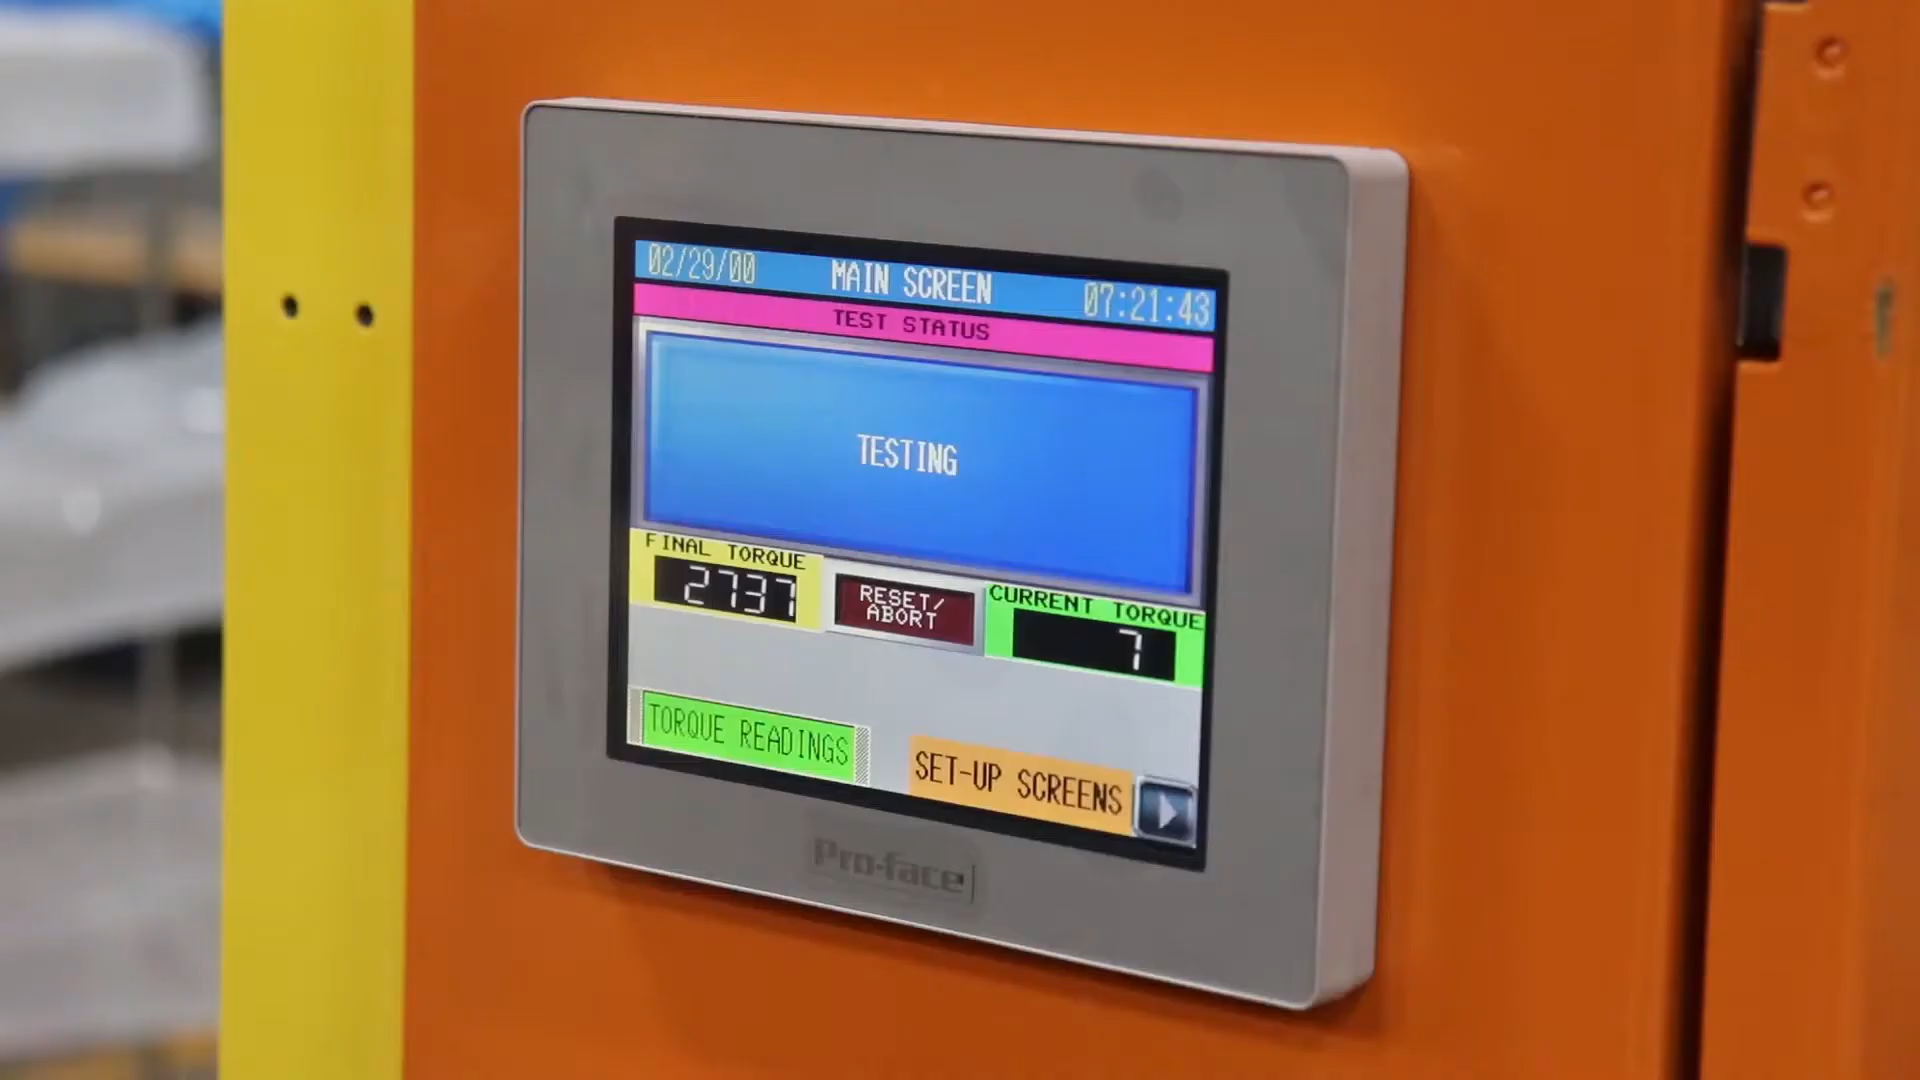 02/29/00 MAIN SCREEN 07:21:43
TEST STATUS
TESTING
FINAL TORQUE
2737
RESET/
ABORT
CURRENT TORQUE
7
TORQUE READINGS
SET-UP SCREENS
Pro-face